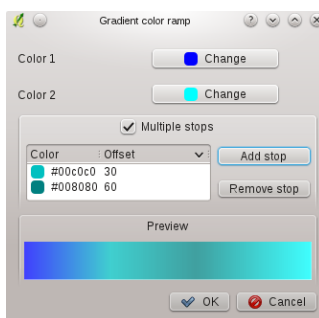 Gradient color ramp
Color 1 Change
Color 2 Change
Multiple stops
Color Offset
#00c0c0 30
#008080 60
Add stop
Remove stop
Preview
OK Cancel